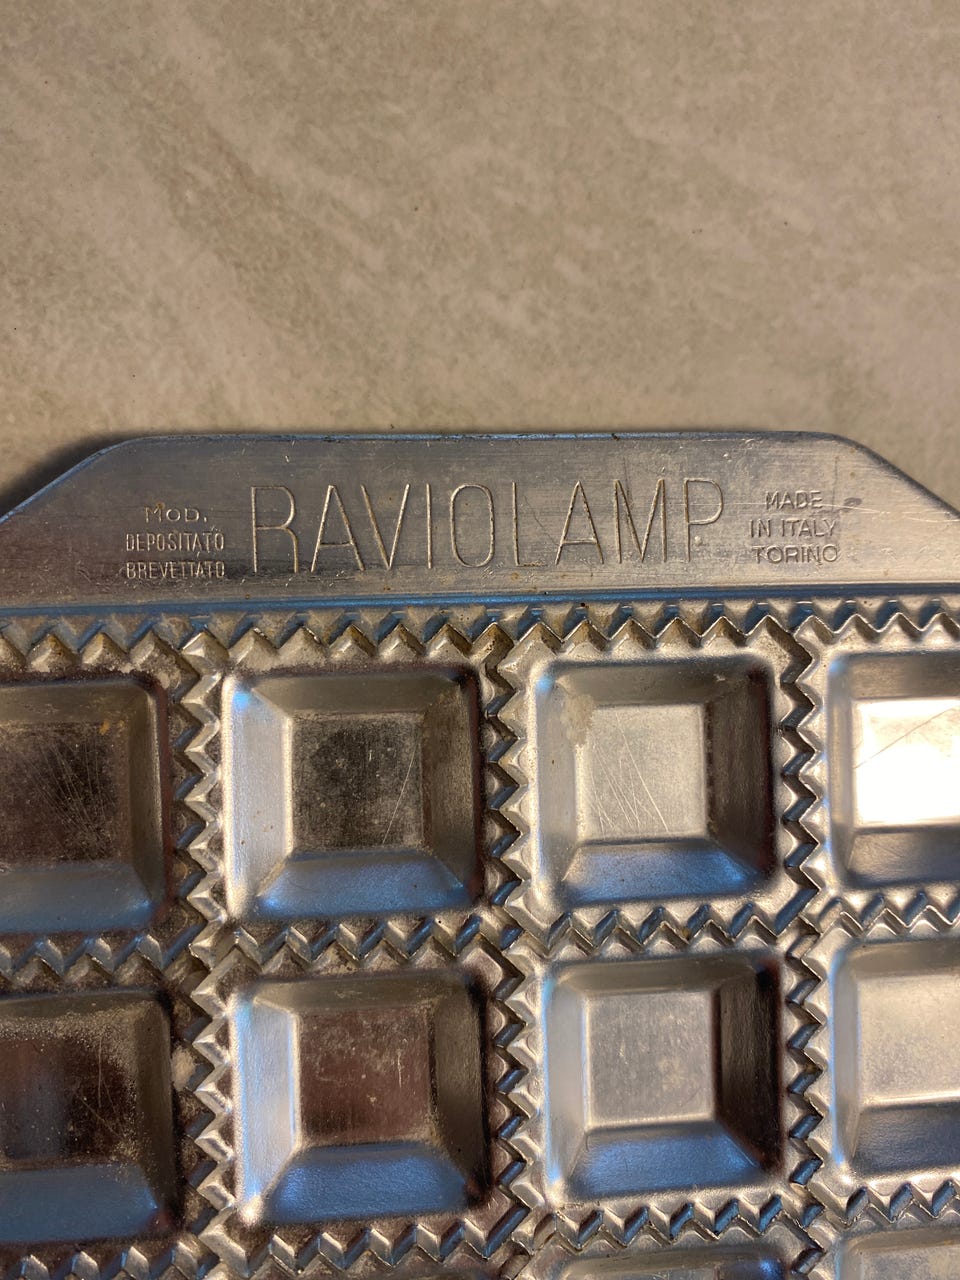 MOD.
DEPOSITATO
BREVETTATO
RAVIOLAMP
MADE
IN ITALY
TORINO